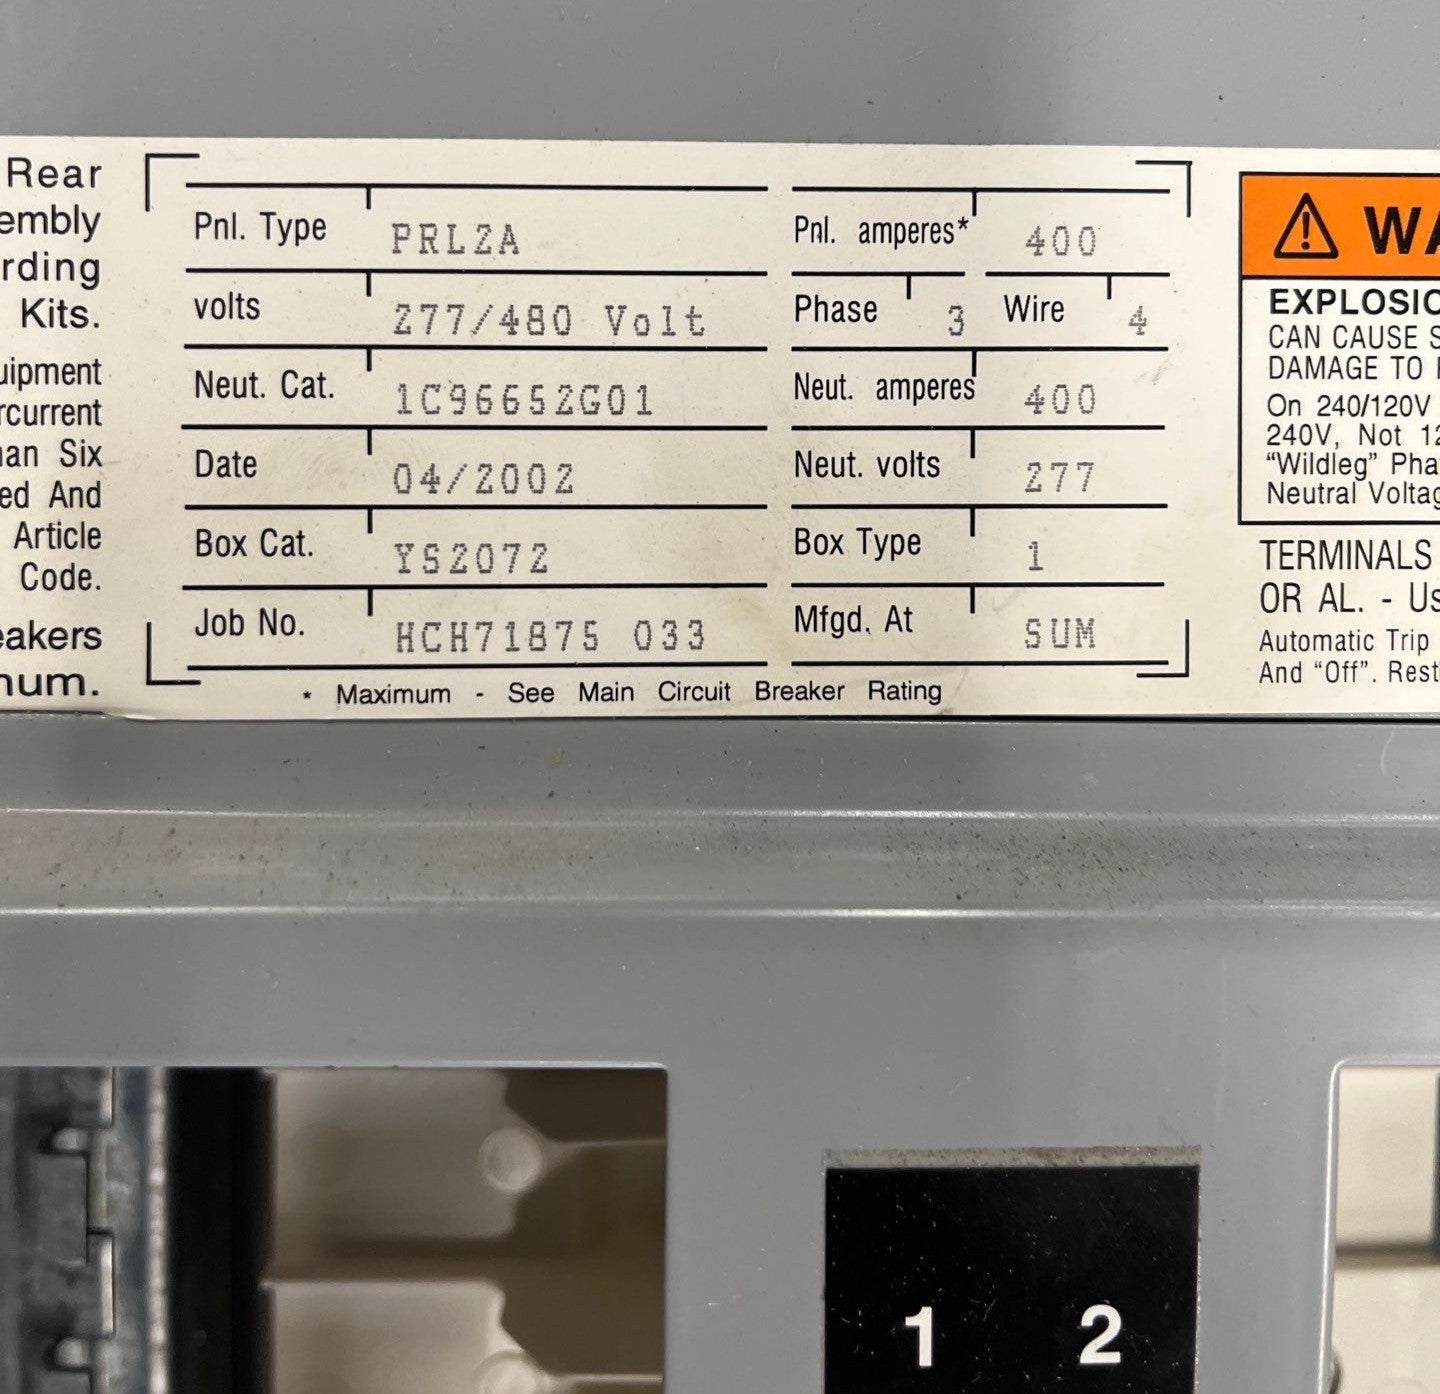 Rear
embly
rding
Kits.
uipment
rcurrent
an Six
ed And
Article
Code.
eakers
num.
Pnl. Type PRL2A
volts 277/480 Volt
Neut. Cat. 1C96652G01
Date 04/2002
Box Cat. YS2072
Job No. HCH71875 033
Pnl. amperes* 400
Phase 3 Wire 4
Neut. amperes 400
Neut. volts 277
Box Type 1
Mfgd. At SUM
* Maximum - See Main Circuit Breaker Rating
WA
EXPLOSIO
CAN CAUSE S
DAMAGE TO
On 240/120V
240V, Not 12
"Wildleg" Pha
Neutral Voltag
TERMINALS
OR AL. - Us
Automatic Trip
And "Off". Rest
1 2